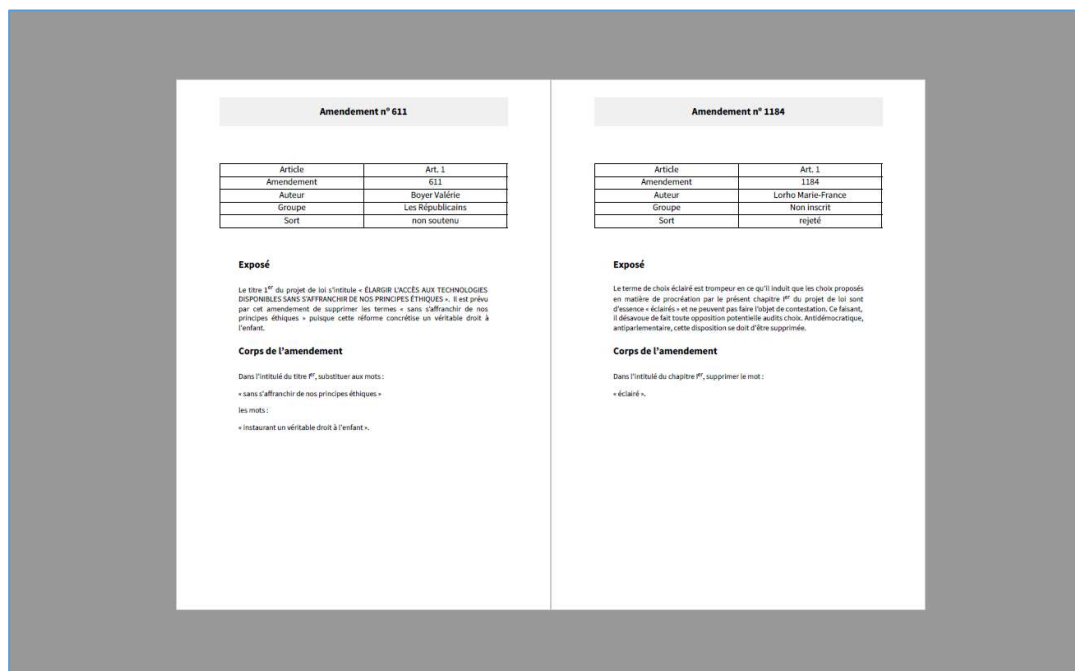 Amendement nº 611
Article Art. 1
Amendement 611
Auteur Boyer Valérie
Groupe Les Républicains
Sort non soutenu
Exposé
Le titre 1er du projet de loi s'intitule « ÉLARGIR L'ACCÈS AUX TECHNOLOGIES
DISPONIBLES SANS S'AFFRANCHIR DE NOS PRINCIPES ÉTHIQUES ». Il est prévu
par cet amendement de supprimer les termes « sans s'affranchir de nos
principes éthiques » puisque cette réforme concrétise un véritable droit à
l'enfant.
Corps de l'amendement
Dans l'intitulé du titre Ier, substituer aux mots :
« sans s'affranchir de nos principes éthiques »
les mots :
« instaurant un véritable droit à l'enfant ».
Amendement nº 1184
Article Art. 1
Amendement 1184
Auteur Lorho Marie-France
Groupe Non inscrit
Sort rejeté
Exposé
Le terme de choix éclairé est trompeur en ce qu'il induit que les choix proposés
en matière de procréation par le présent chapitre Ier du projet de loi sont
d'essence « éclairés » et ne peuvent pas faire l'objet de contestation. Ce faisant,
il désavoue de fait toute opposition potentielle audits choix. Antidémocratique,
antiparlementaire, cette disposition se doit d'être supprimée.
Corps de l'amendement
Dans l'intitulé du chapitre Ier, supprimer le mot :
« éclairé ».